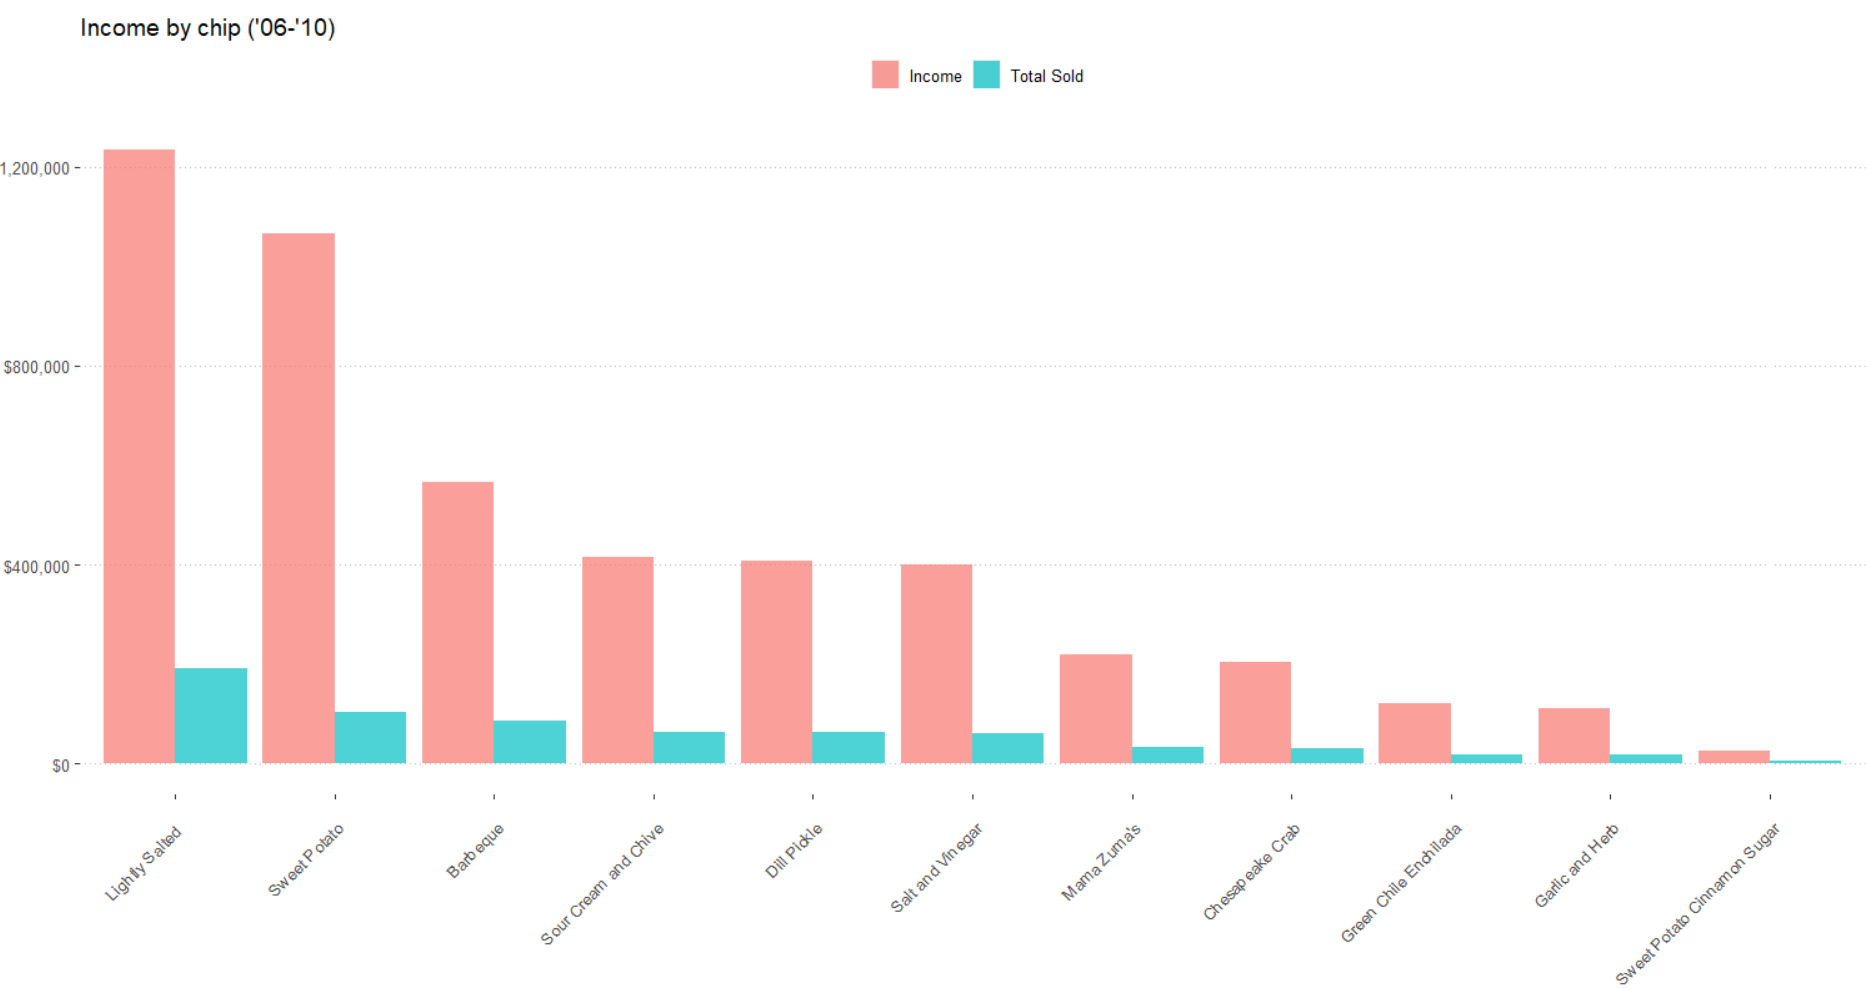 Income by chip ('06-'10)
Income
Total Sold
1,200,000
$800,000
$400,000
$0
Lightly Salted
Sweet Potato
Barbeque
Sour Cream and Chive
Dill Pickle
Salt and Vinegar
Mama Zuma's
Chesapeake Crab
Green Chile Enchilada
Garlic and Herb
Sweet Potato Cinnamon Sugar